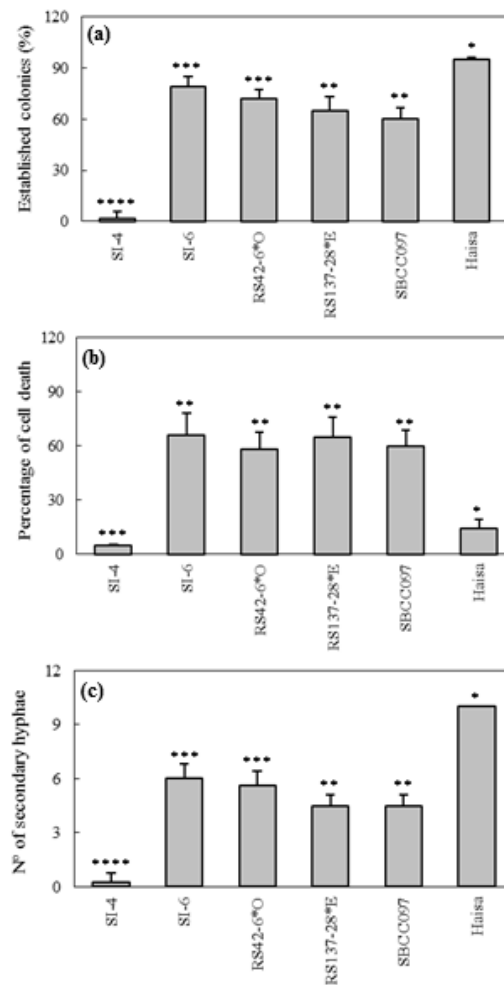 (a)
Established colonies (%)
120
90
60
30
0
****
***
***
**
**
*
SI-4
SI-6
RS42-6*O
RS137-28*E
SBCC097
Haisa
(b)
Percentage of cell death
120
90
60
30
0
***
**
**
**
**
*
SI-4
SI-6
RS42-6*O
RS137-28*E
SBCC097
Haisa
(c)
Nº of secondary hyphae
12
9
6
3
0
****
***
***
**
**
*
SI-4
SI-6
RS42-6*O
RS137-28*E
SBCC097
Haisa